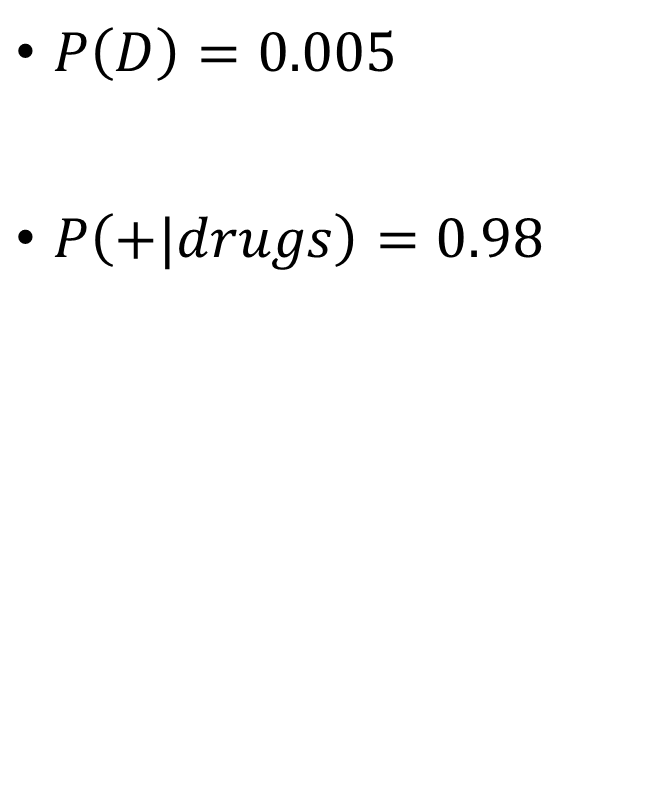 • P(D) = 0.005
• P(+|drugs) = 0.98